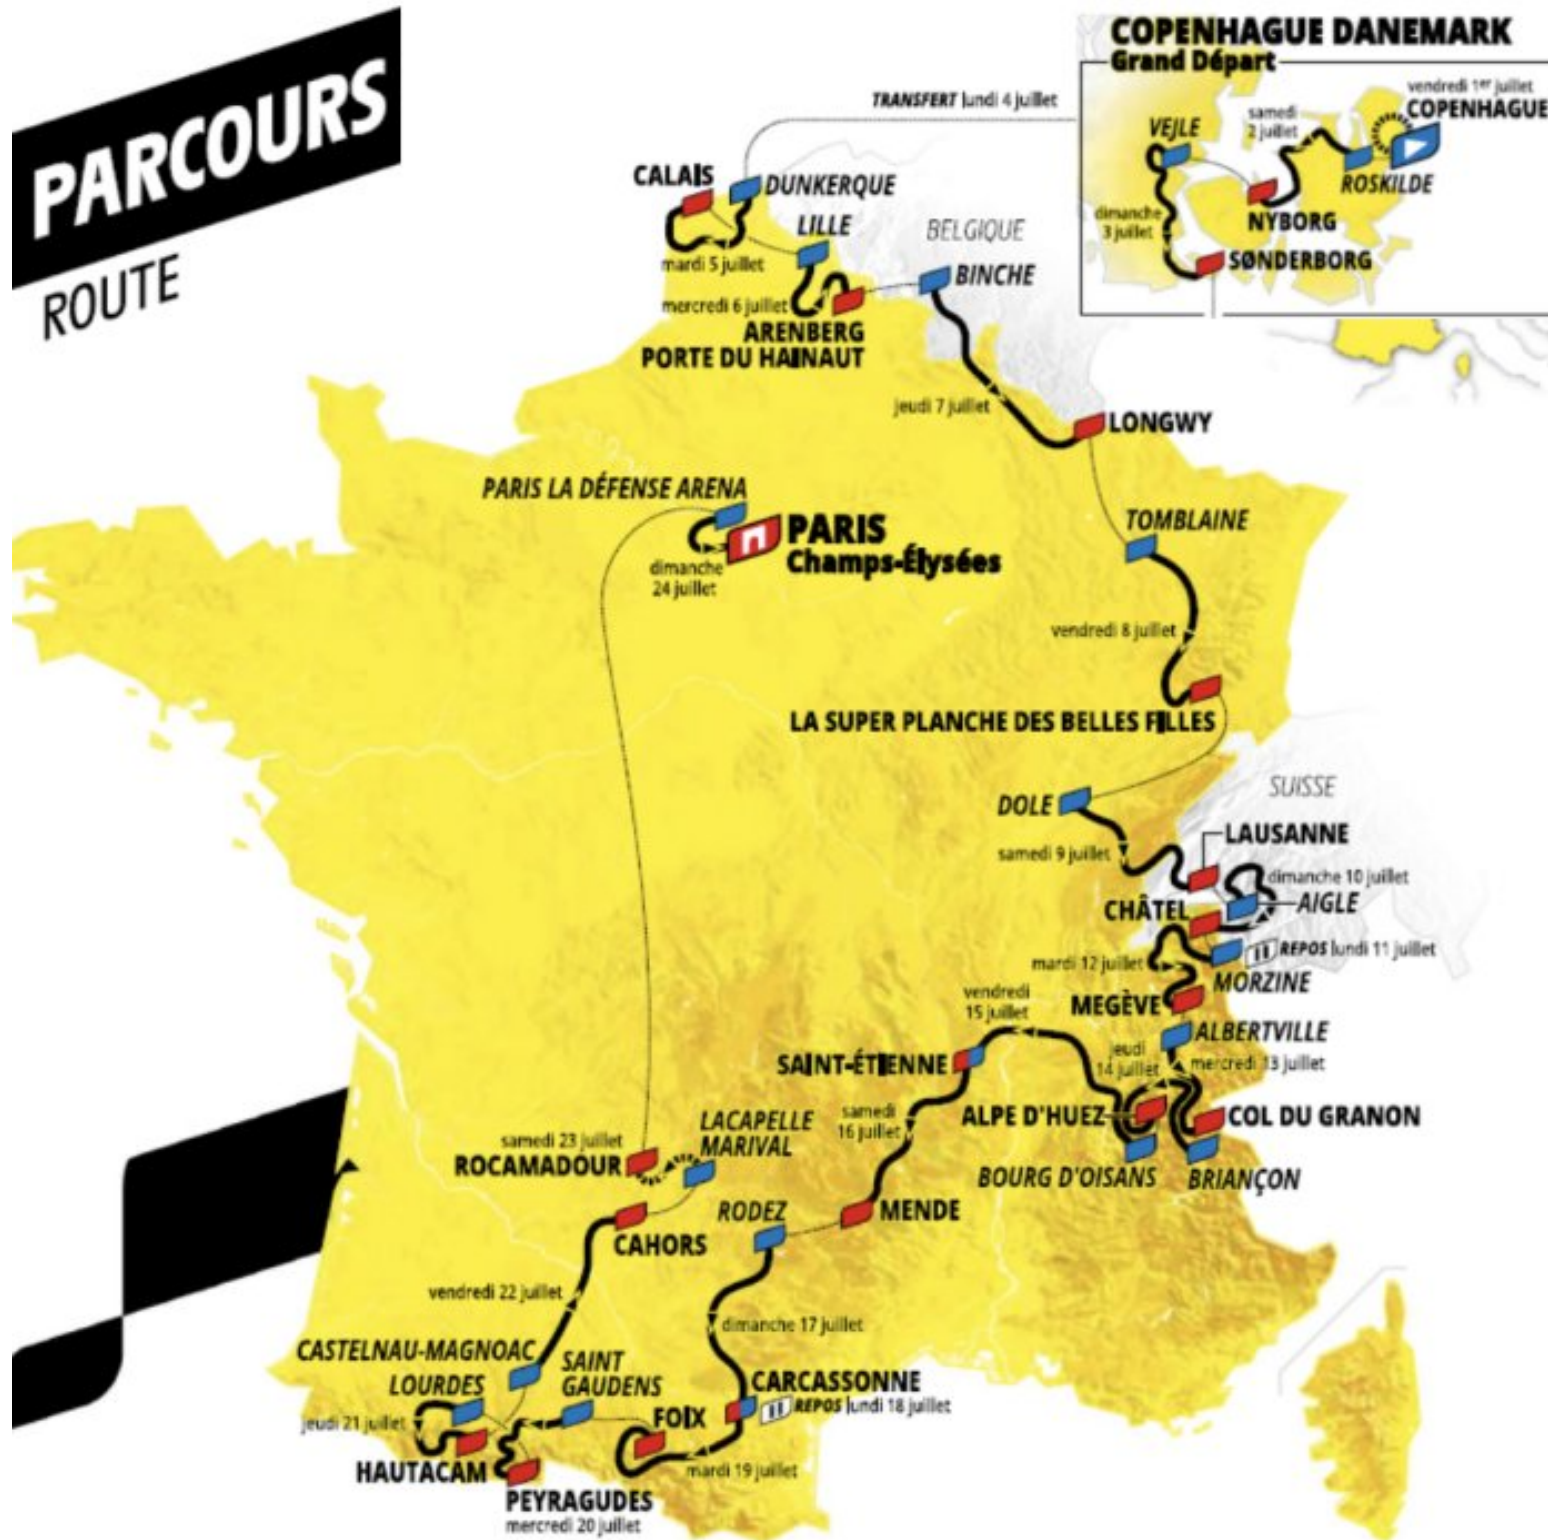 PARCOURS
ROUTE
COPENHAGUE DANEMARK
Grand Départ
vendredi 1er juillet
COPENHAGUE
samedi
2 juillet
VEJLE
ROSKILDE
NYBORG
dimanche
3 juillet
SØNDERBORG
TRANSFERT lundi 4 juillet
CALAIS
DUNKERQUE
mardi 5 juillet
LILLE
BELGIQUE
BINCHE
mercredi 6 juillet
ARENBERG
PORTE DU HAINAUT
jeudi 7 juillet
LONGWY
PARIS LA DÉFENSE ARENA
PARIS
Champs-Élysées
dimanche
24 juillet
TOMBLAINE
vendredi 8 juillet
LA SUPER PLANCHE DES BELLES FILLES
SUISSE
DOLE
LAUSANNE
samedi 9 juillet
dimanche 10 juillet
AIGLE
CHÂTEL
REPOS lundi 11 juillet
mardi 12 juillet
MORZINE
MEGÈVE
vendredi
15 juillet
ALBERTVILLE
SAINT-ÉTIENNE
jeudi
14 juillet
mercredi 13 juillet
samedi
16 juillet
ALPE D'HUEZ
COL DU GRANON
LACAPELLE
MARIVAL
samedi 23 juillet
ROCAMADOUR
BOURG D'OISANS
BRIANÇON
RODEZ
MENDE
CAHORS
vendredi 22 juillet
dimanche 17 juillet
CASTELNAU-MAGNOAC
SAINT
GAUDENS
LOURDES
CARCASSONNE
REPOS lundi 18 juillet
jeudi 21 juillet
FOIX
HAUTACAM
mardi 19 juillet
PEYRAGUDES
mercredi 20 juillet